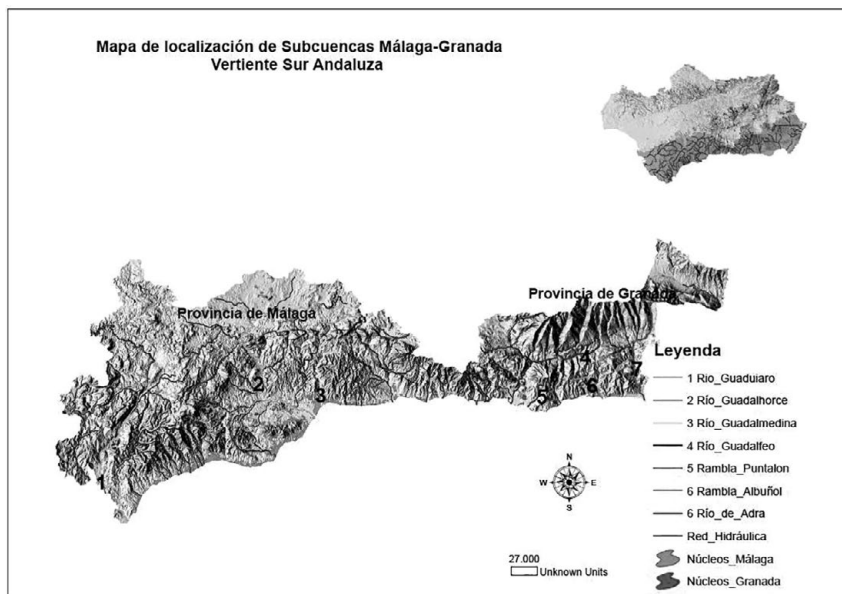 Mapa de localización de Subcuencas Málaga-Granada
Vertiente Sur Andaluza
Provincia de Málaga
Provincia de Granada
1
2
3
4
5
6
7
Leyenda
1 Río_Guaduiaro
2 Río_Guadalhorce
3 Río_Guadalmedina
4 Río_Guadalfeo
5 Rambla_Puntalon
6 Rambla_Albuñol
6 Río_de_Adra
Red_Hidráulica
Núcleos_Málaga
Núcleos_Granada
N
W E
S
27.000
Unknown Units